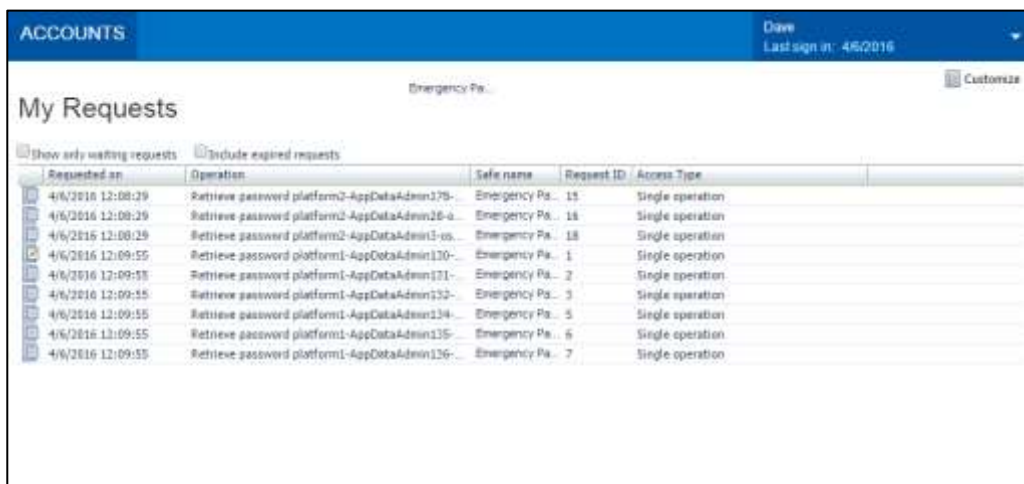 ACCOUNTS
Dave
Last sign in: 4/6/2016
Customize
Emergency Pa...
My Requests
Show only waiting requests Include expired requests
Requested on Operation Safe name Request ID Access Type
4/6/2016 12:08:29 Retrieve password platform2-AppDataAdmin178-... Emergency Pa... 15 Single operation
4/6/2016 12:08:29 Retrieve password platform2-AppDataAdmin28-o... Emergency Pa... 16 Single operation
4/6/2016 12:08:29 Retrieve password platform2-AppDataAdmin3-os... Emergency Pa... 18 Single operation
4/6/2016 12:09:55 Retrieve password platform1-AppDataAdmin130-... Emergency Pa... 1 Single operation
4/6/2016 12:09:55 Retrieve password platform1-AppDataAdmin131-... Emergency Pa... 2 Single operation
4/6/2016 12:09:55 Retrieve password platform1-AppDataAdmin132-... Emergency Pa... 3 Single operation
4/6/2016 12:09:55 Retrieve password platform1-AppDataAdmin134-... Emergency Pa... 5 Single operation
4/6/2016 12:09:55 Retrieve password platform1-AppDataAdmin135-... Emergency Pa... 6 Single operation
4/6/2016 12:09:55 Retrieve password platform1-AppDataAdmin136-... Emergency Pa... 7 Single operation